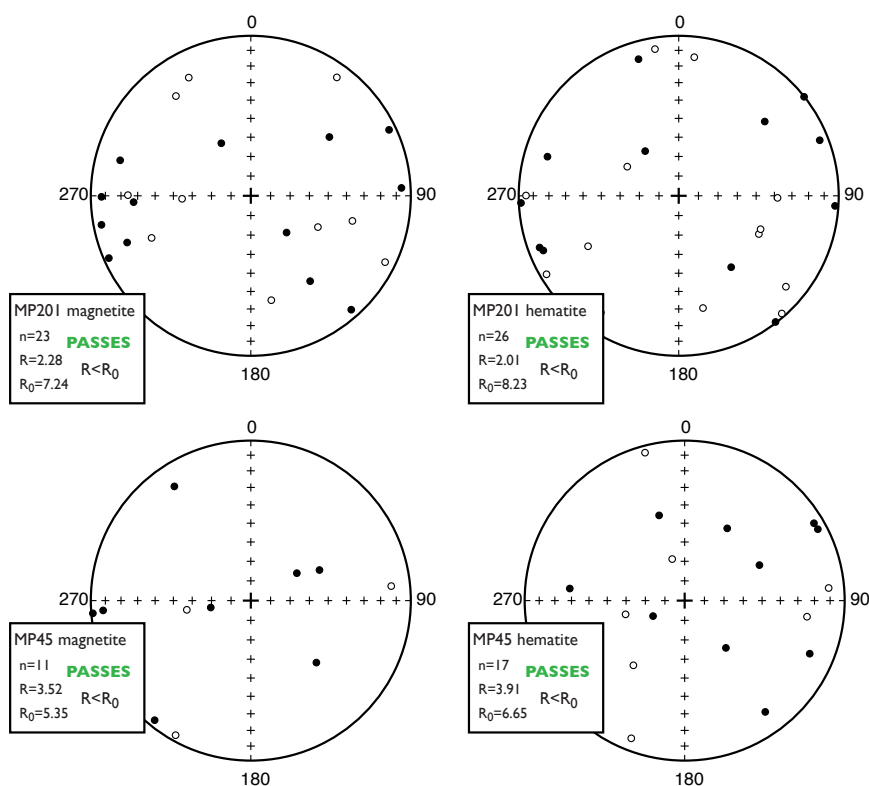 0
270
90
180
MP201 magnetite
n=23 PASSES
R=2.28 R<R₀
R₀=7.24
0
270
90
180
MP201 hematite
n=26 PASSES
R=2.01 R<R₀
R₀=8.23
0
270
90
180
MP45 magnetite
n=11 PASSES
R=3.52 R<R₀
R₀=5.35
0
270
90
180
MP45 hematite
n=17 PASSES
R=3.91 R<R₀
R₀=6.65